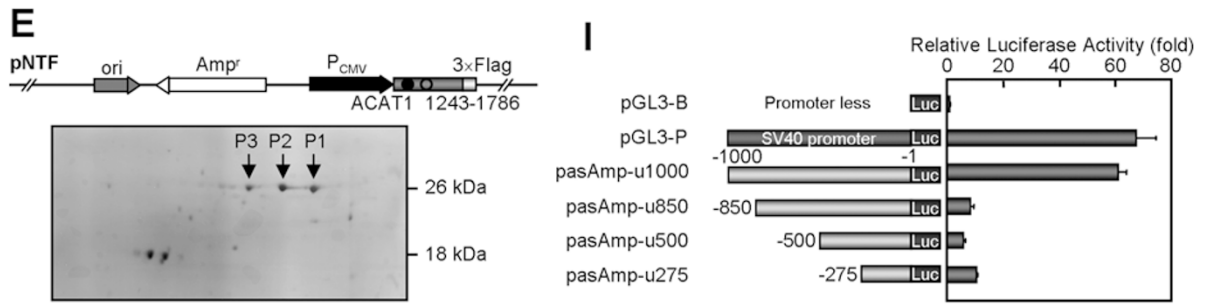 E
pNTF
ori
Ampr
PCMV
3×Flag
ACAT1 1243-1786
P3 P2 P1
26 kDa
18 kDa
I
Relative Luciferase Activity (fold)
0 20 40 60 80
pGL3-B Promoter less Luc
pGL3-P SV40 promoter Luc
-1000 -1
pasAmp-u1000 Luc
pasAmp-u850 -850 Luc
pasAmp-u500 -500 Luc
pasAmp-u275 -275 Luc